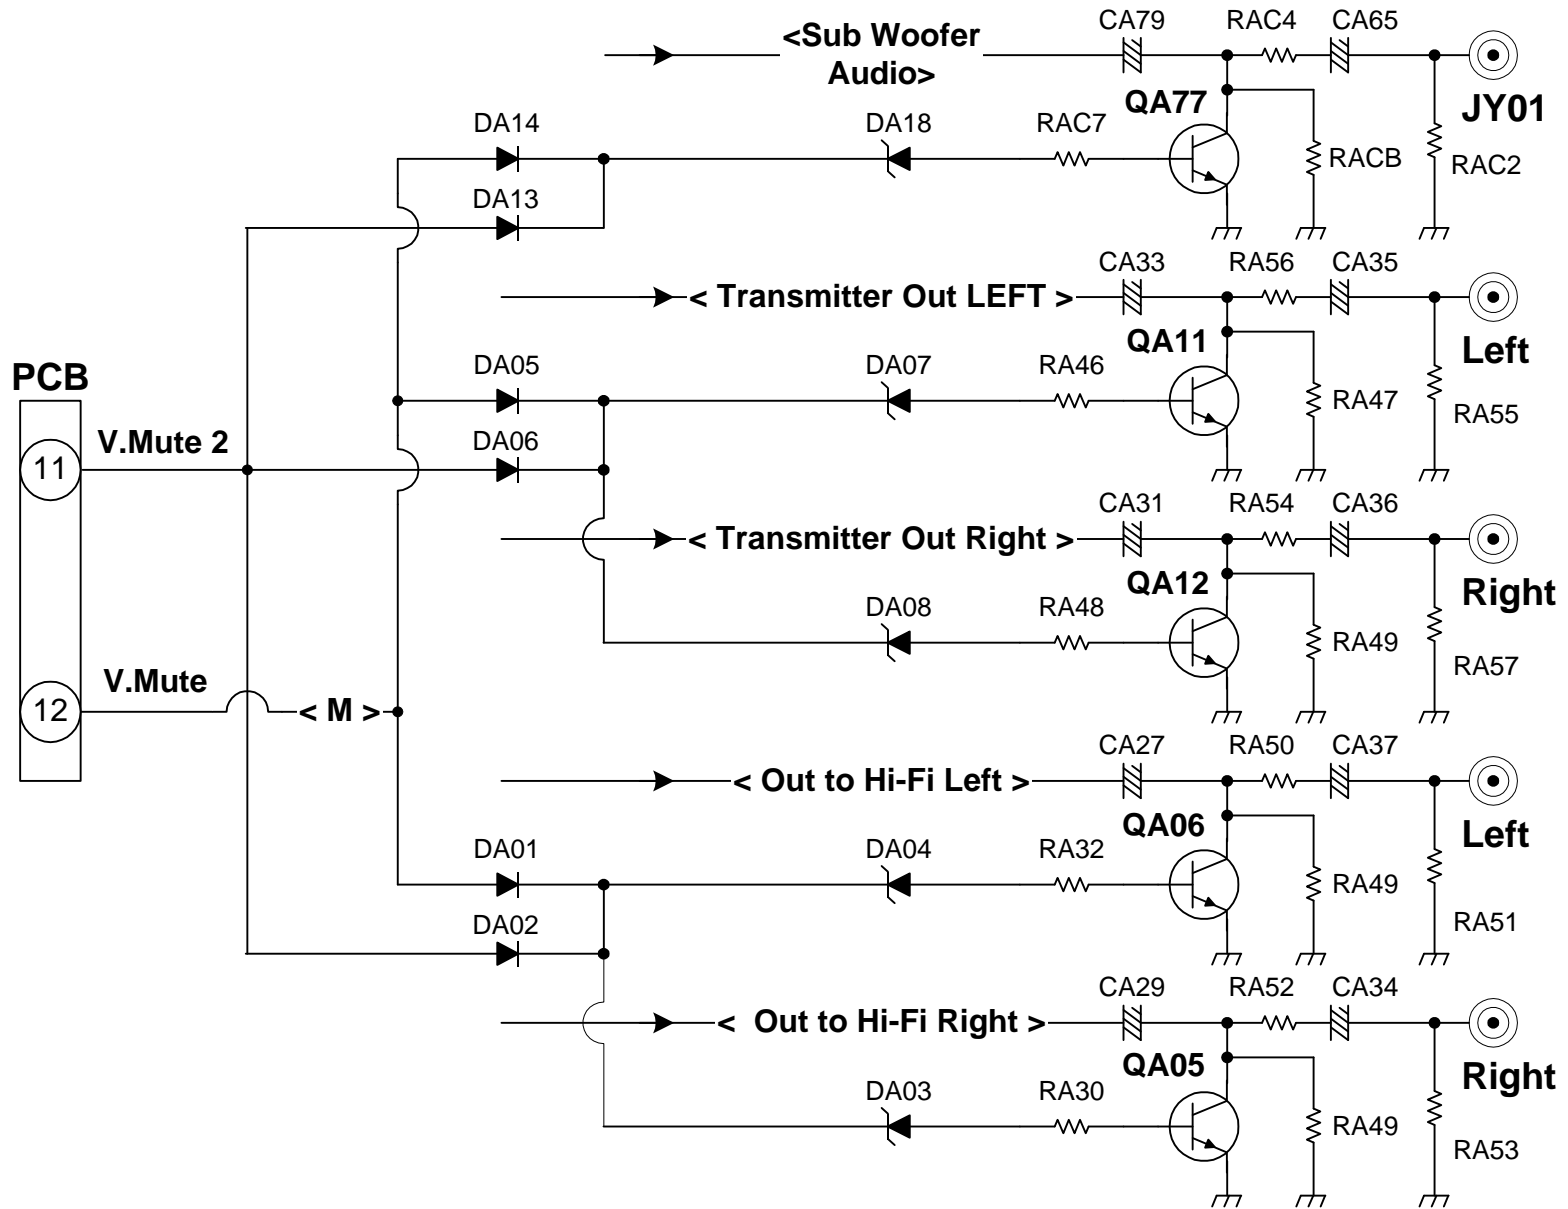 CA79 RAC4 CA65
<Sub Woofer
Audio>
QA77 JY01
DA14 DA18 RAC7
RACB RAC2
DA13
CA33 RA56 CA35
< Transmitter Out LEFT >
QA11 Left
DA05 DA07 RA46
PCB
RA47 RA55
V.Mute 2 DA06
11
CA31 RA54 CA36
< Transmitter Out Right >
QA12 Right
DA08 RA48
RA49 RA57
V.Mute
12 < M >
CA27 RA50 CA37
< Out to Hi-Fi Left >
QA06 Left
DA01 DA04 RA32
RA49
DA02 RA51
CA29 RA52 CA34
< Out to Hi-Fi Right >
QA05 Right
DA03 RA30
RA49
RA53